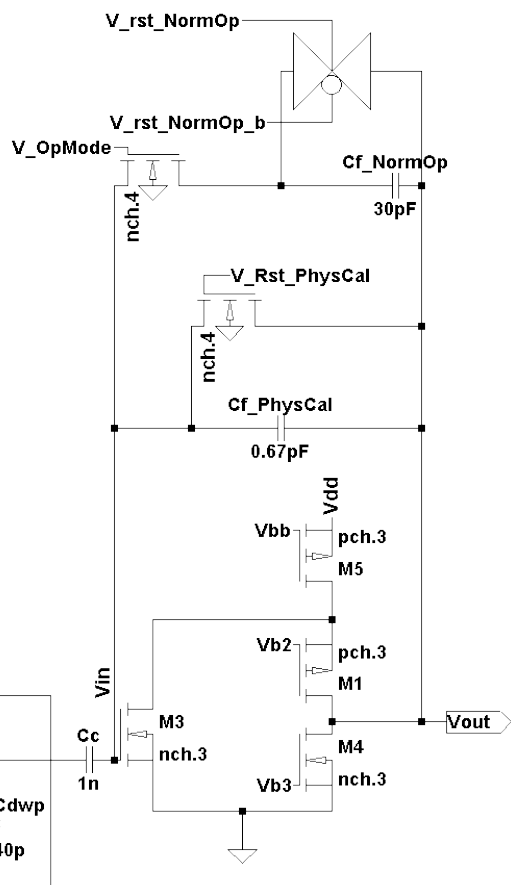 V_rst_NormOp
V_rst_NormOp_b
V_OpMode
Cf_NormOp
30pF
nch.4
V_Rst_PhysCal
nch.4
Cf_PhysCal
0.67pF
Vdd
Vbb
pch.3
M5
Vb2
pch.3
M1
Vin
M3
nch.3
Vout
M4
Vb3
nch.3
Cc
1n
Cdwp
40p